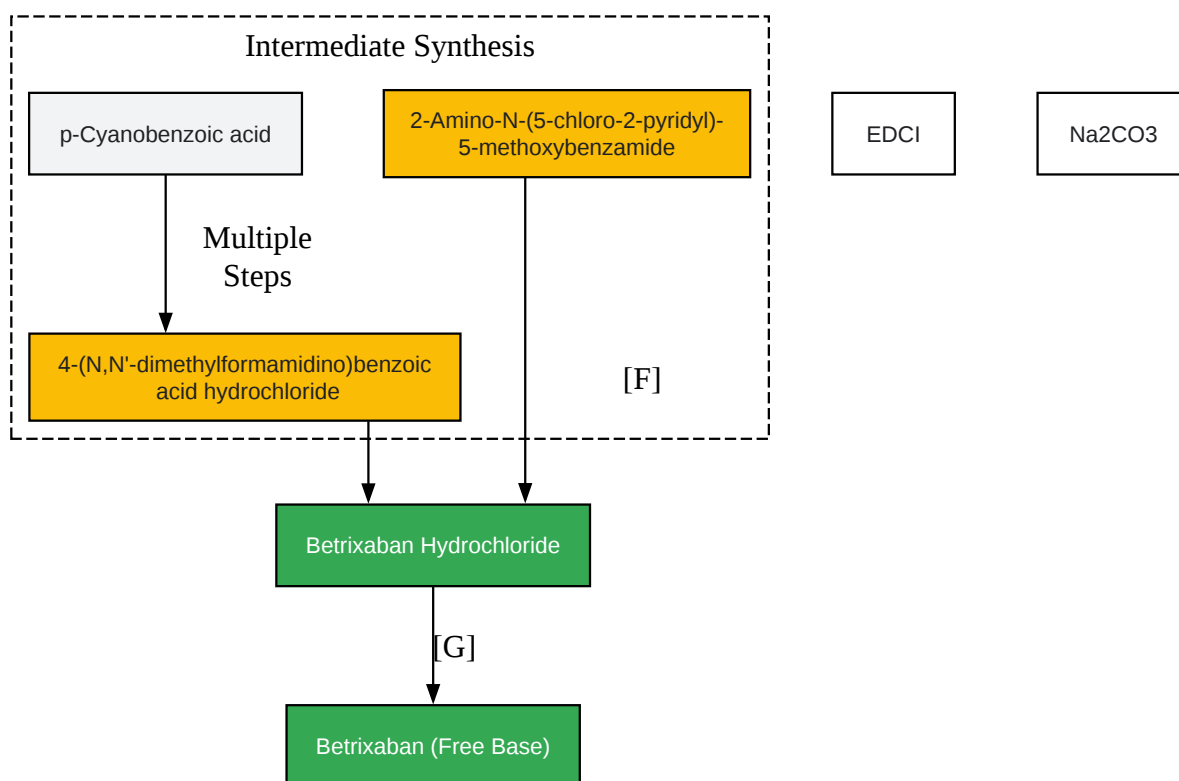 Intermediate Synthesis
p-Cyanobenzoic acid
2-Amino-N-(5-chloro-2-pyridyl)-
5-methoxybenzamide
EDCI
Na2CO3
Multiple
Steps
4-(N,N'-dimethylformamidino)benzoic
acid hydrochloride
[F]
Betrixaban Hydrochloride
[G]
Betrixaban (Free Base)